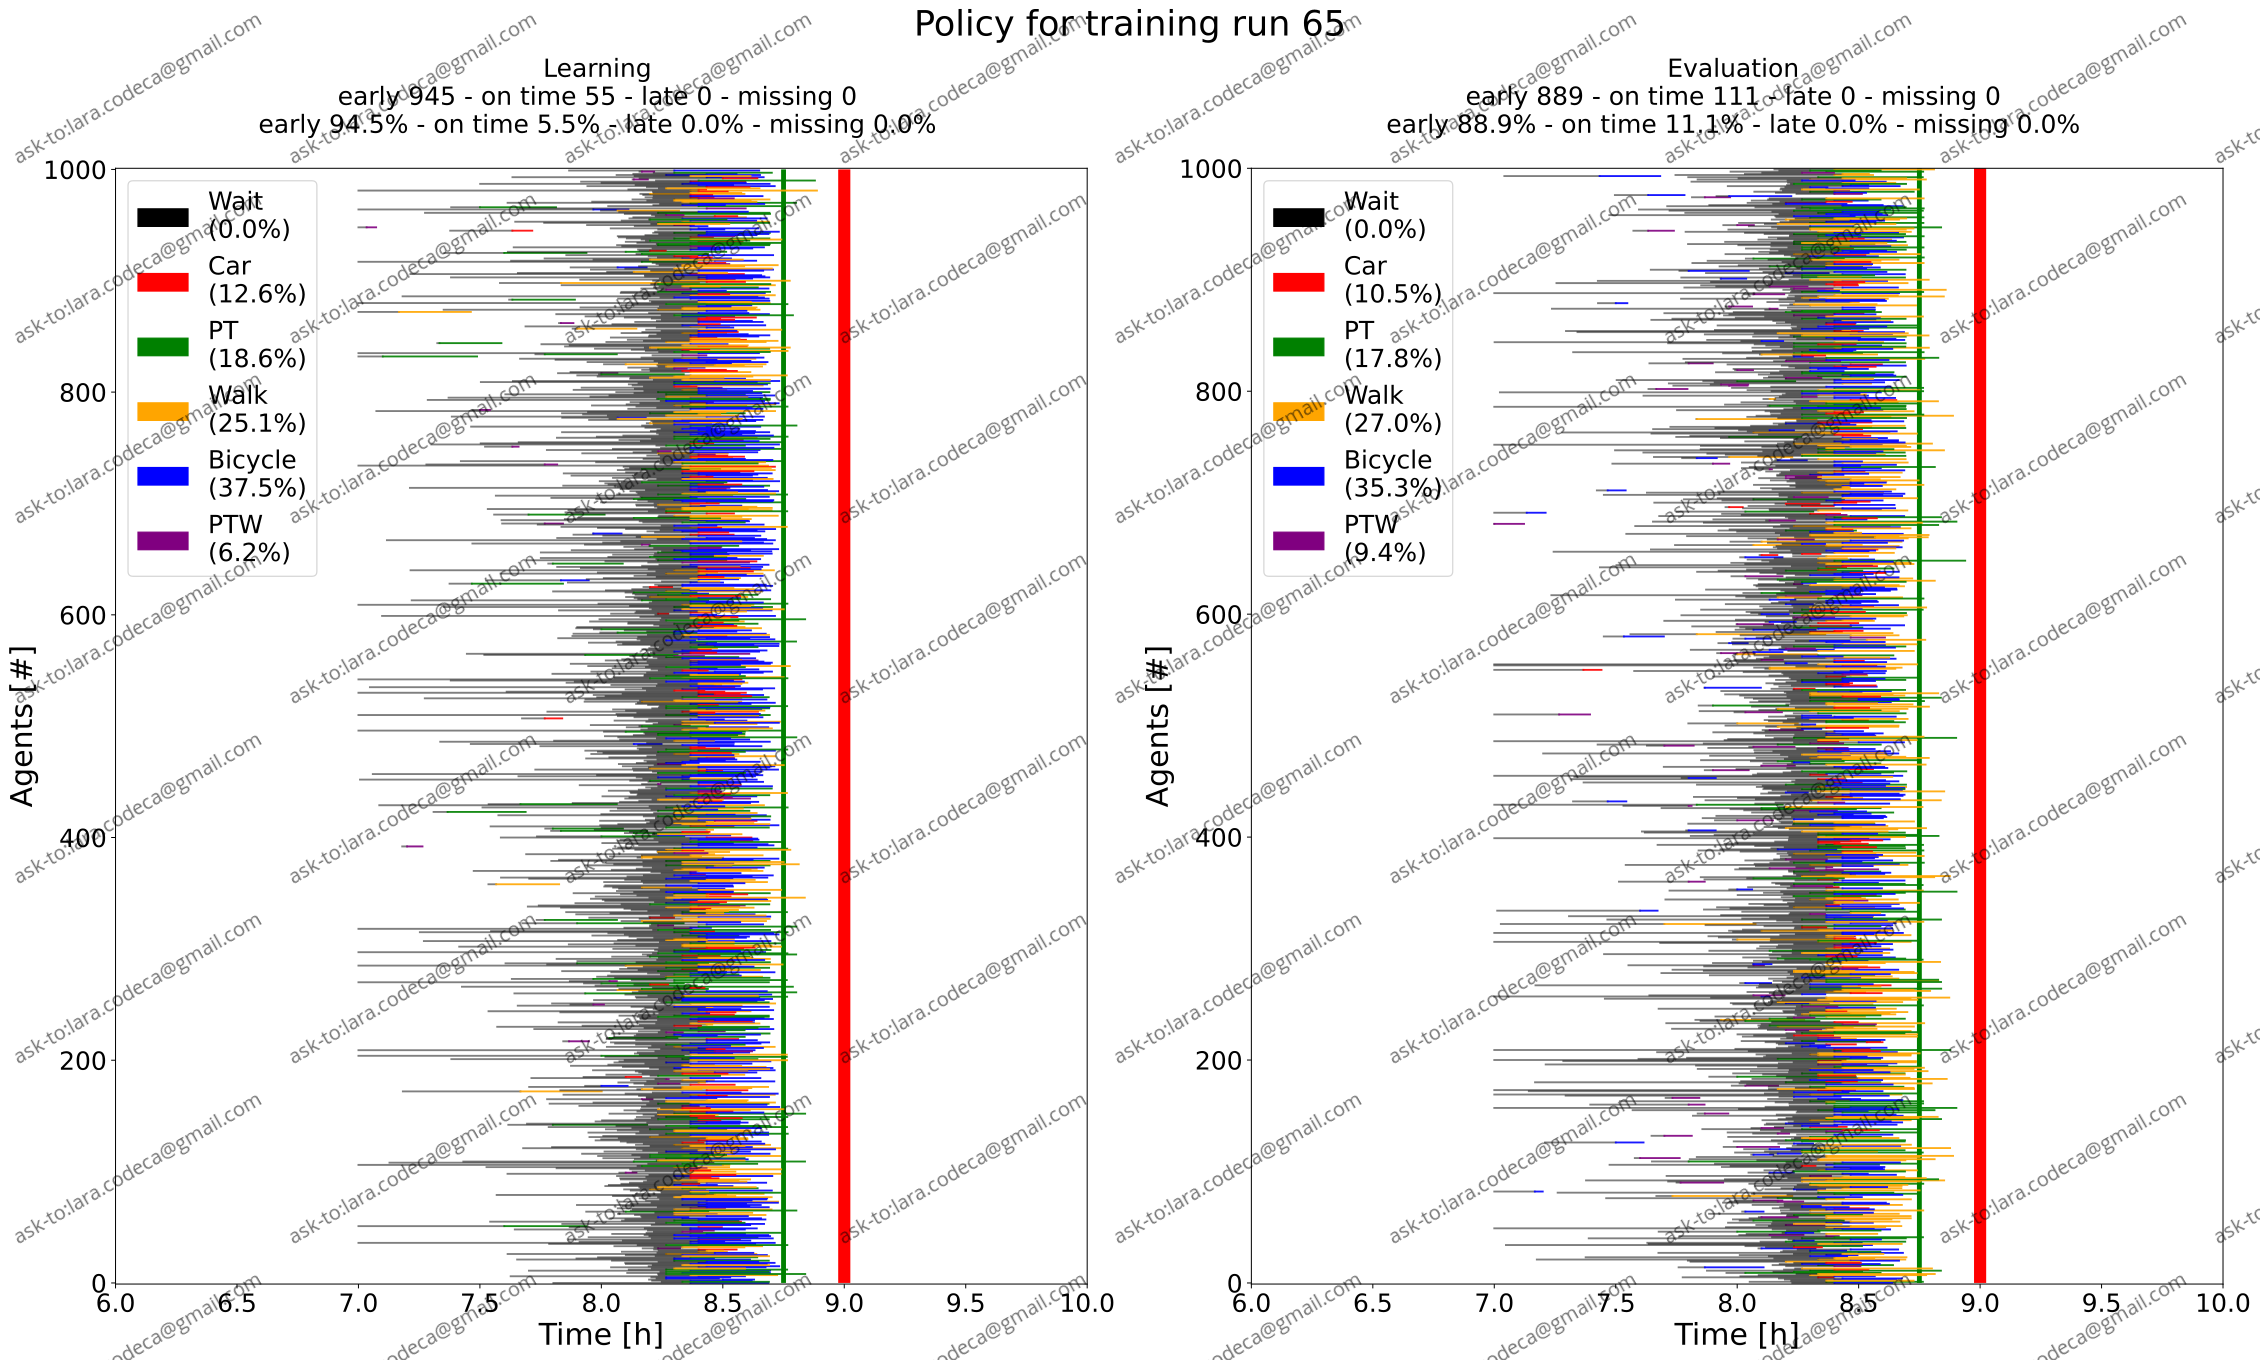 Policy for training run 65
Learning
early 945 - on time 55 - late 0 - missing 0
early 94.5% - on time 5.5% - late 0.0% - missing 0.0%
1000
800
600
400
200
0
Agents [#]
Wait
(0.0%)
Car
(12.6%)
PT
(18.6%)
Walk
(25.1%)
Bicycle
(37.5%)
PTW
(6.2%)
6.0 6.5 7.0 7.5 8.0 8.5 9.0 9.5 10.0
Time [h]
Evaluation
early 889 - on time 111 - late 0 - missing 0
early 88.9% - on time 11.1% - late 0.0% - missing 0.0%
1000
800
600
400
200
0
Agents [#]
Wait
(0.0%)
Car
(10.5%)
PT
(17.8%)
Walk
(27.0%)
Bicycle
(35.3%)
PTW
(9.4%)
6.0 6.5 7.0 7.5 8.0 8.5 9.0 9.5 10.0
Time [h]
ask-to:lara.codeca@gmail.com